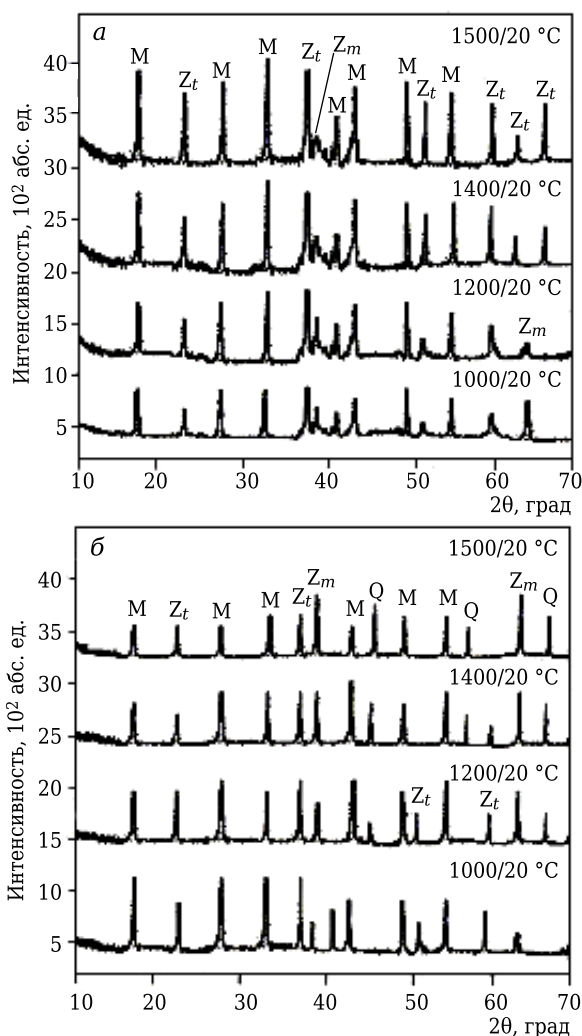 а
1500/20 °C
M Zt M M Zt Zm M M M Zt M Zt Zt Zt
1400/20 °C
1200/20 °C
Zm
1000/20 °C
40
35
30
25
20
15
10
5
Интенсивность, 10² абс. ед.
10 20 30 40 50 60 70
2θ, град
б
1500/20 °C
M Zt M M Zt Zm M Q M M Q Zm Q
1400/20 °C
1200/20 °C
Zt Zt
1000/20 °C
40
35
30
25
20
15
10
5
Интенсивность, 10² абс. ед.
10 20 30 40 50 60 70
2θ, град